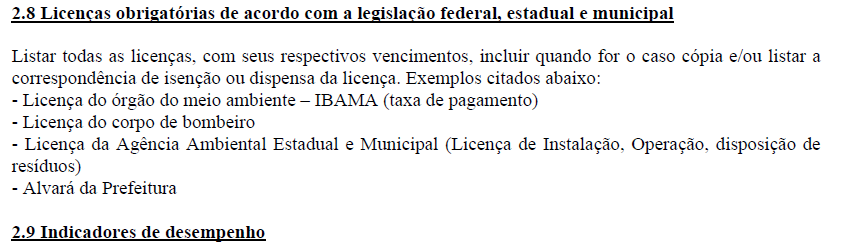 2.8 Licenças obrigatórias de acordo com a legislação federal, estadual e municipal
Listar todas as licenças, com seus respectivos vencimentos, incluir quando for o caso cópia e/ou listar a
correspondência de isenção ou dispensa da licença. Exemplos citados abaixo:
- Licença do órgão do meio ambiente – IBAMA (taxa de pagamento)
- Licença do corpo de bombeiro
- Licença da Agência Ambiental Estadual e Municipal (Licença de Instalação, Operação, disposição de
resíduos)
- Alvará da Prefeitura
2.9 Indicadores de desempenho